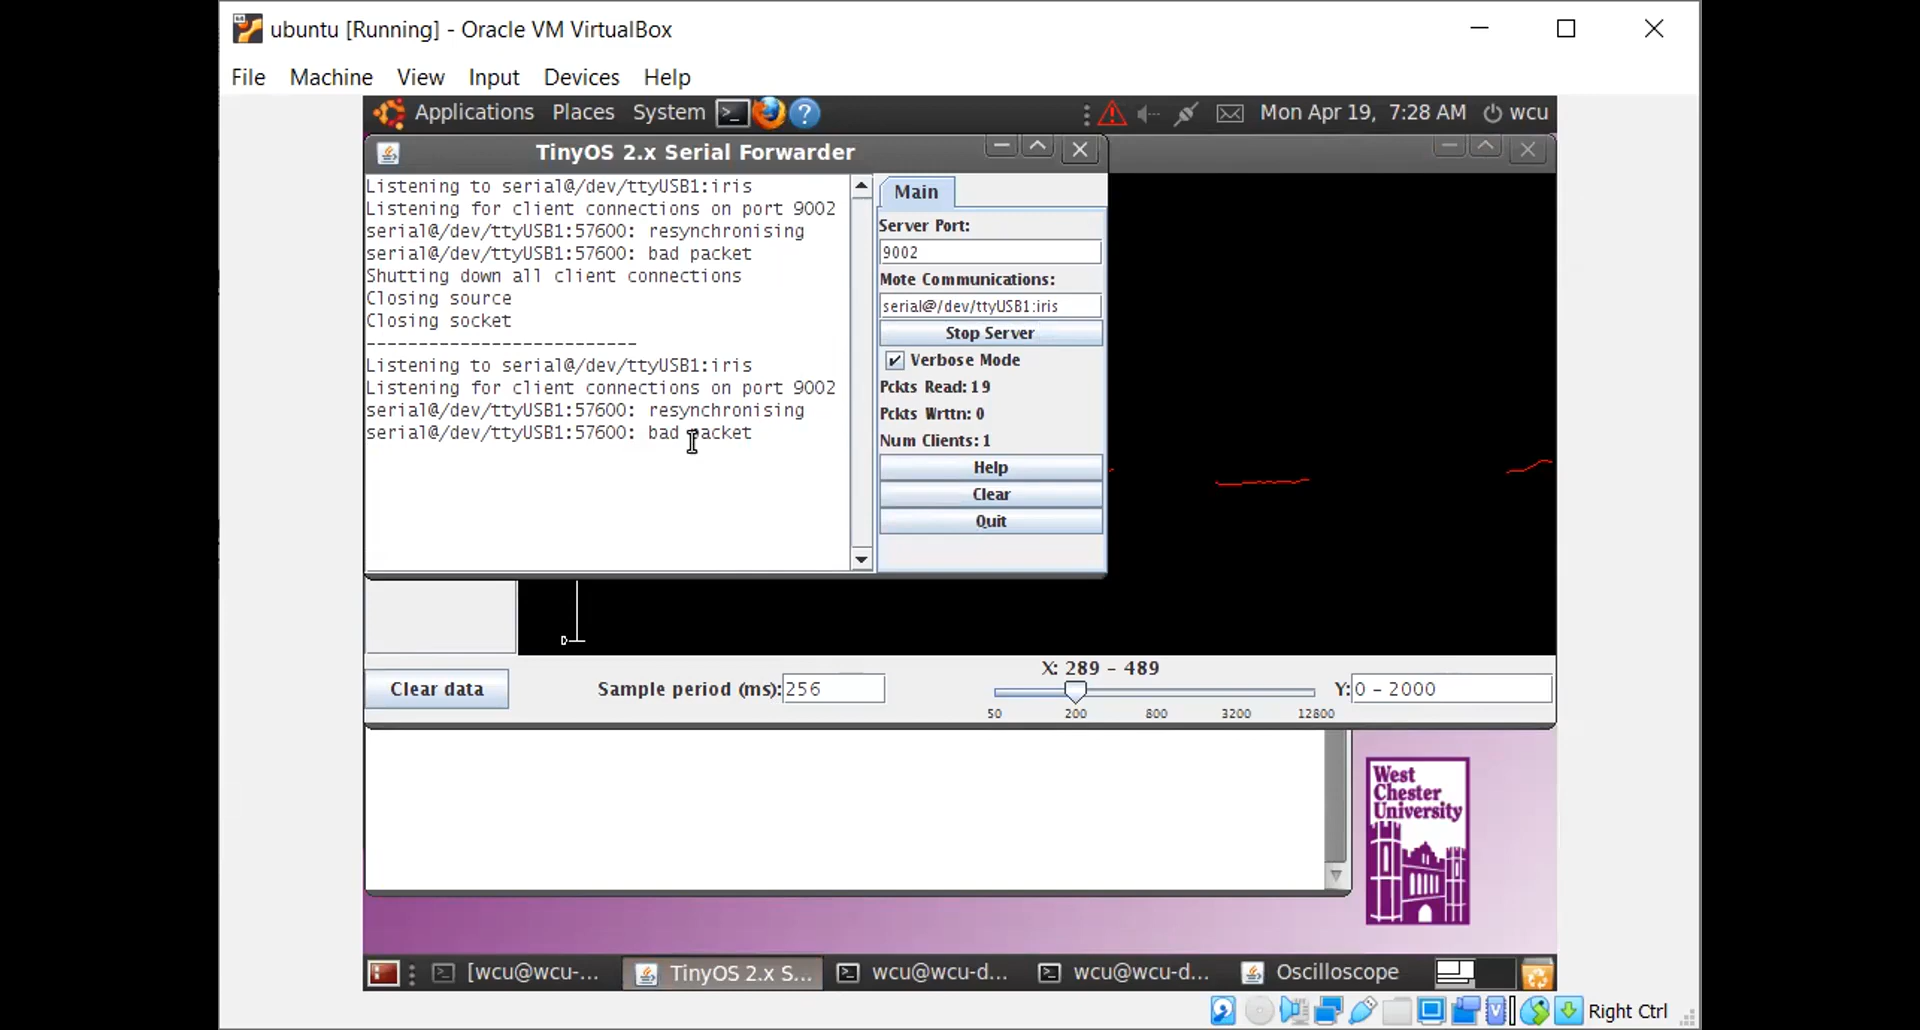 ubuntu [Running] - Oracle VM VirtualBox
File Machine View Input Devices Help
Applications Places System Mon Apr 19, 7:28 AM wcu
TinyOS 2.x Serial Forwarder
Listening to serial@/dev/ttyUSB1:iris
Listening for client connections on port 9002
serial@/dev/ttyUSB1:57600: resynchronising
serial@/dev/ttyUSB1:57600: bad packet
Shutting down all client connections
Closing source
Closing socket
-------------------------
Listening to serial@/dev/ttyUSB1:iris
Listening for client connections on port 9002
serial@/dev/ttyUSB1:57600: resynchronising
serial@/dev/ttyUSB1:57600: bad packet
Main
Server Port:
9002
Mote Communications:
serial@/dev/ttyUSB1:iris
Stop Server
Verbose Mode
Pckts Read: 19
Pckts Wrttn: 0
Num Clients: 1
Help
Clear
Quit
X: 289 - 489
Clear data
Sample period (ms): 256
50 200 800 3200 12800
Y: 0 - 2000
West
Chester
University
[wcu@wcu-... TinyOS 2.x S... wcu@wcu-d... wcu@wcu-d... Oscilloscope
Right Ctrl